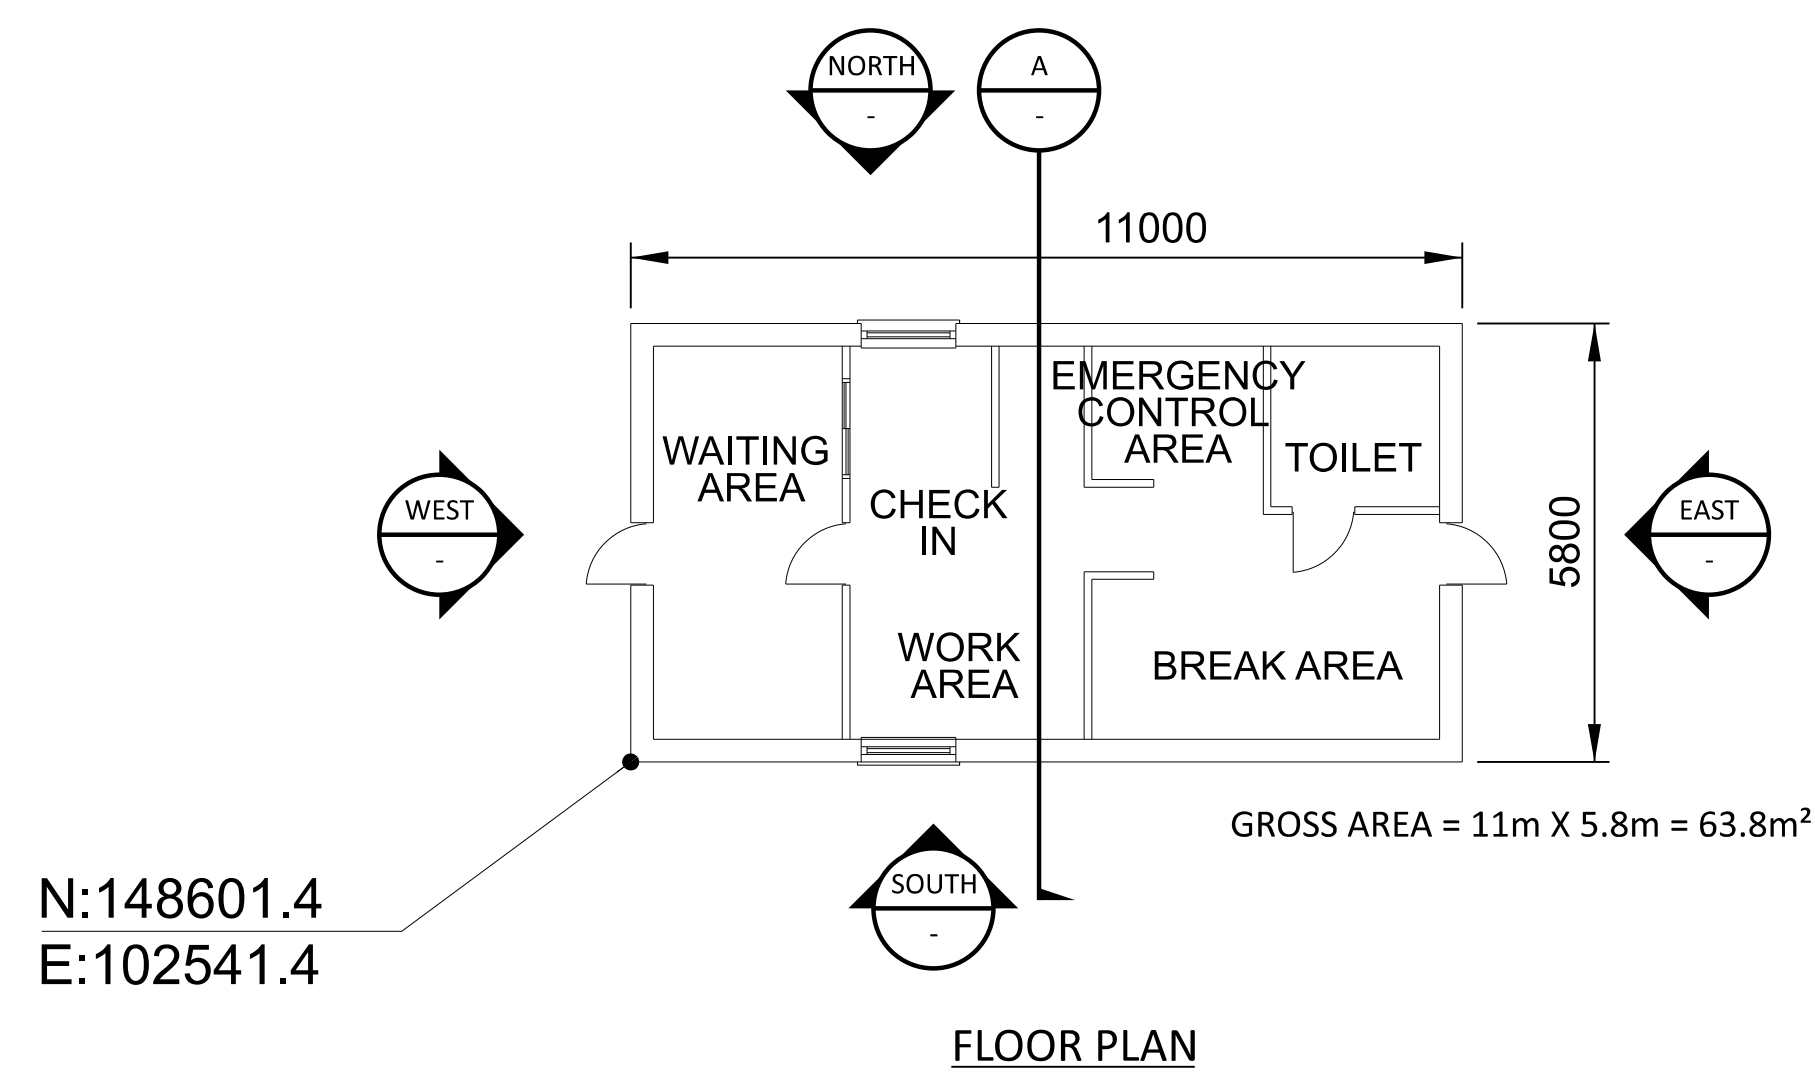 NORTH
-
A
-
11000
EMERGENCY
CONTROL
AREA
WAITING
AREA
TOILET
CHECK
IN
WEST
-
EAST
-
5800
WORK
AREA
BREAK AREA
GROSS AREA = 11m X 5.8m = 63.8m²
SOUTH
-
N:148601.4
E:102541.4
FLOOR PLAN